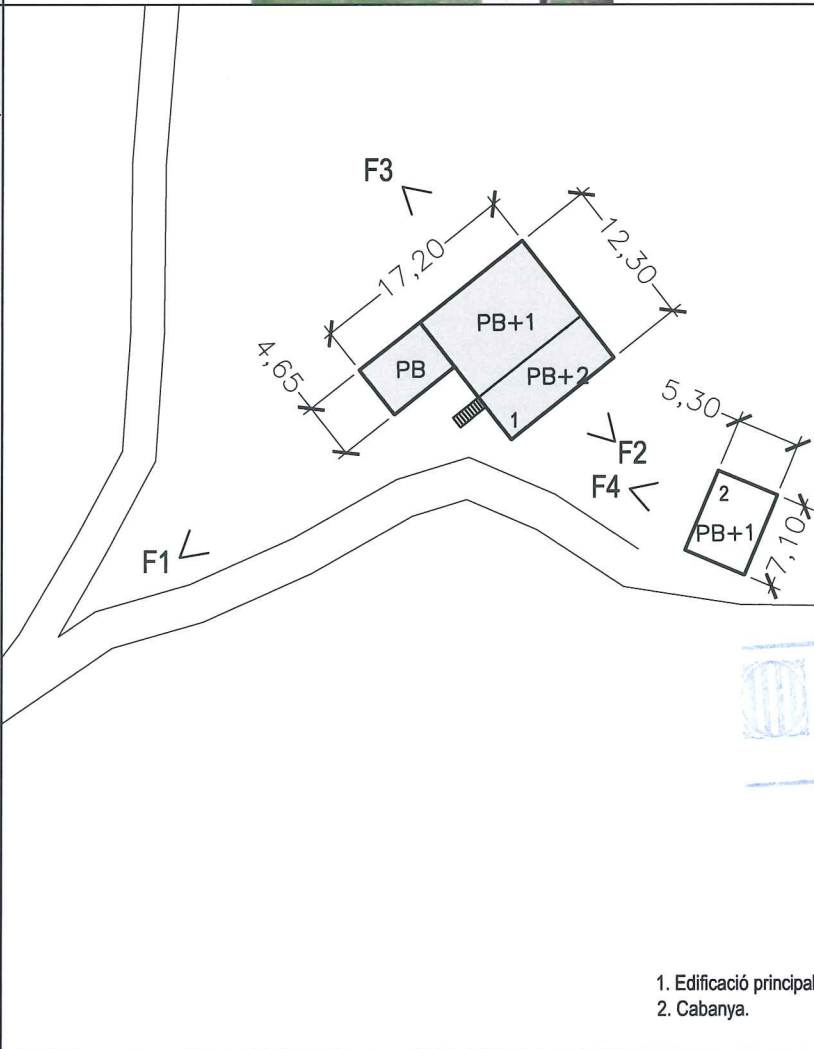 F3
17,20
12,30
PB+1
4,65
PB
PB+2
1
5,30
F2
F4
2
PB+1
7,10
F1
1. Edificació principal
2. Cabanya.